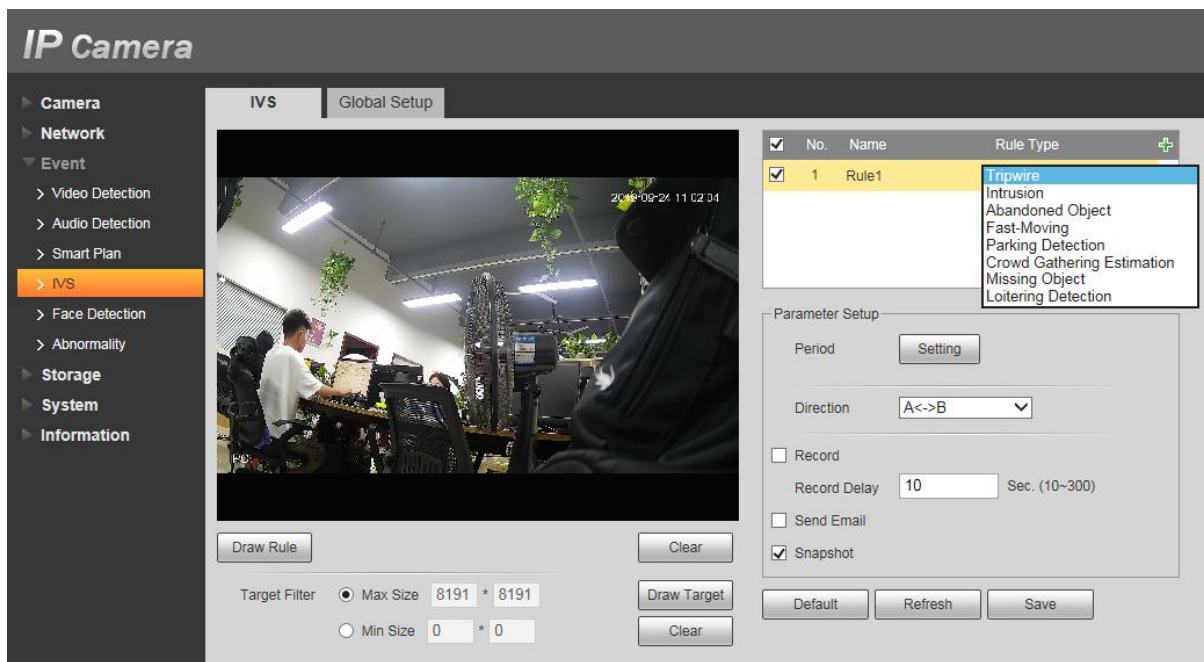 IP Camera
Camera
Network
Event
Video Detection
Audio Detection
Smart Plan
IVS
Face Detection
Abnormality
Storage
System
Information
IVS
Global Setup
2019-09-24 11:02:04
IPC
Draw Rule
Clear
Target Filter
Max Size 8191 * 8191
Draw Target
Min Size 0 * 0
Clear
No. Name Rule Type
1 Rule1
Tripwire
Intrusion
Abandoned Object
Fast-Moving
Parking Detection
Crowd Gathering Estimation
Missing Object
Loitering Detection
Parameter Setup
Period Setting
Direction A<->B
Record
Record Delay 10 Sec. (10~300)
Send Email
Snapshot
Default Refresh Save